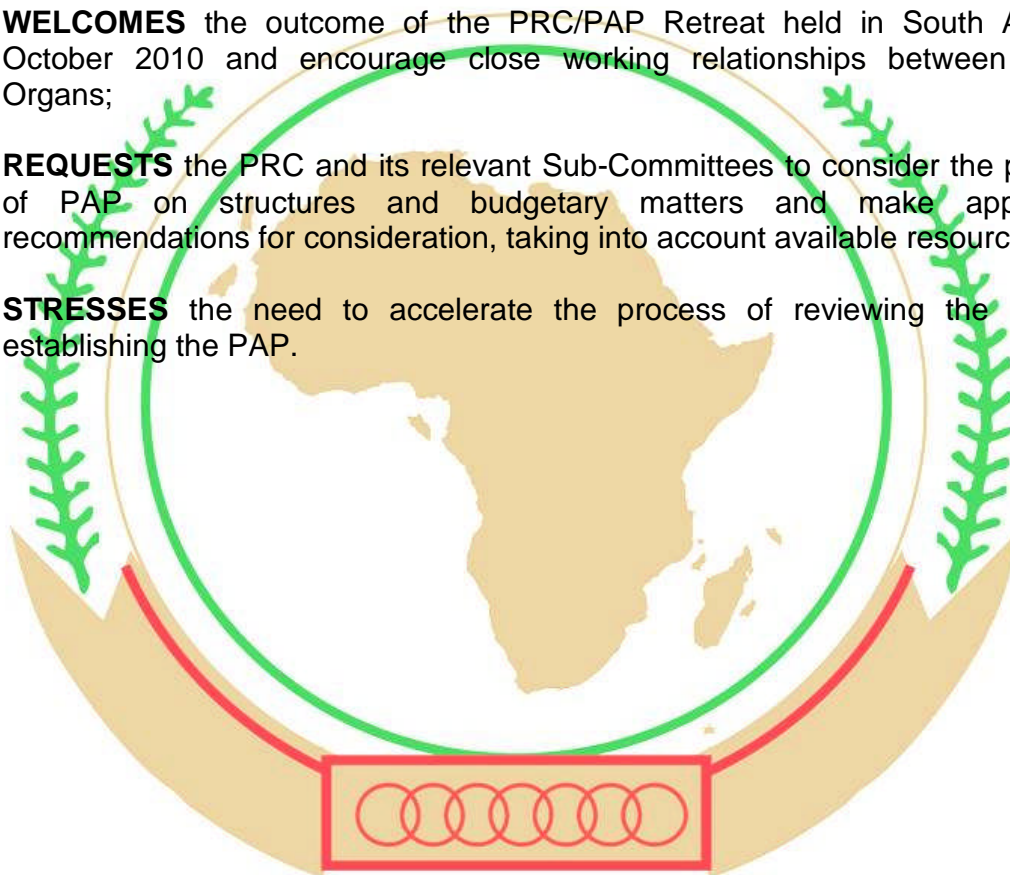 WELCOMES the outcome of the PRC/PAP Retreat held in South
October 2010 and encourage close working relationships between
Organs;
REQUESTS the PRC and its relevant Sub-Committees to consider the
of PAP on structures and budgetary matters and make
recommendations for consideration, taking into account available
STRESSES the need to accelerate the process of reviewing the
establishing the PAP.